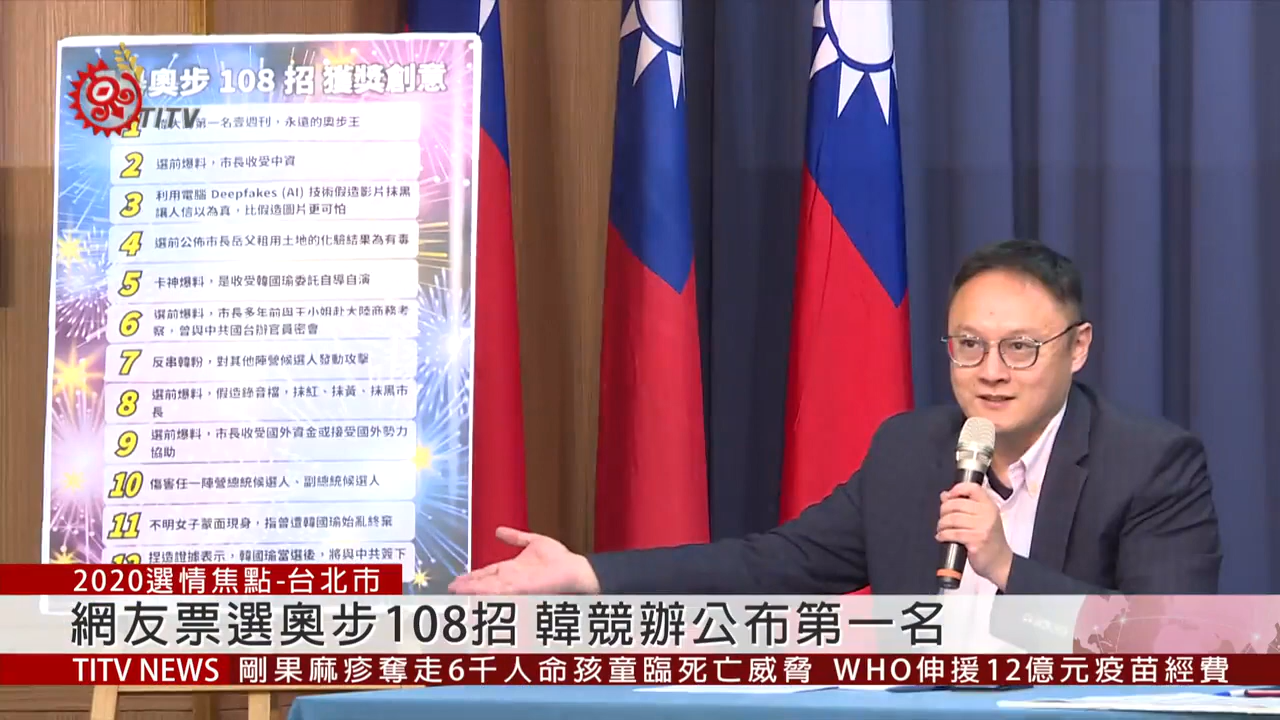 奧步 108 招 獲獎創意
TITV
第一名壹週刊，永遠的奧步王
2 選前爆料，市長收受中資
3 利用電腦 Deepfakes (AI) 技術假造影片抹黑
讓人信以為真，比假造圖片更可怕
4 選前公佈市長岳父租用土地的化驗結果為有毒
5 卡神爆料，是收受韓國瑜委託自導自演
6 選前爆料，市長多年前與王小姐赴大陸商務考
察，曾與中共國台辦官員密會
7 反串韓粉，對其他陣營候選人發動攻擊
8 選前爆料，假造錄音檔，抹紅、抹黃、抹黑市
長
9 選前爆料，市長收受國外資金或接受國外勢力
協助
10 傷害任一陣營總統候選人、副總統候選人
11 不明女子蒙面現身，指曾遭韓國瑜始亂終棄
12 捏造證據表示，韓國瑜當選後，將與中共簽下
2020選情焦點-台北市
網友票選奧步108招 韓競辦公布第一名
TITV NEWS 剛果麻疹奪走6千人命孩童臨死亡威脅 WHO伸援12億元疫苗經費